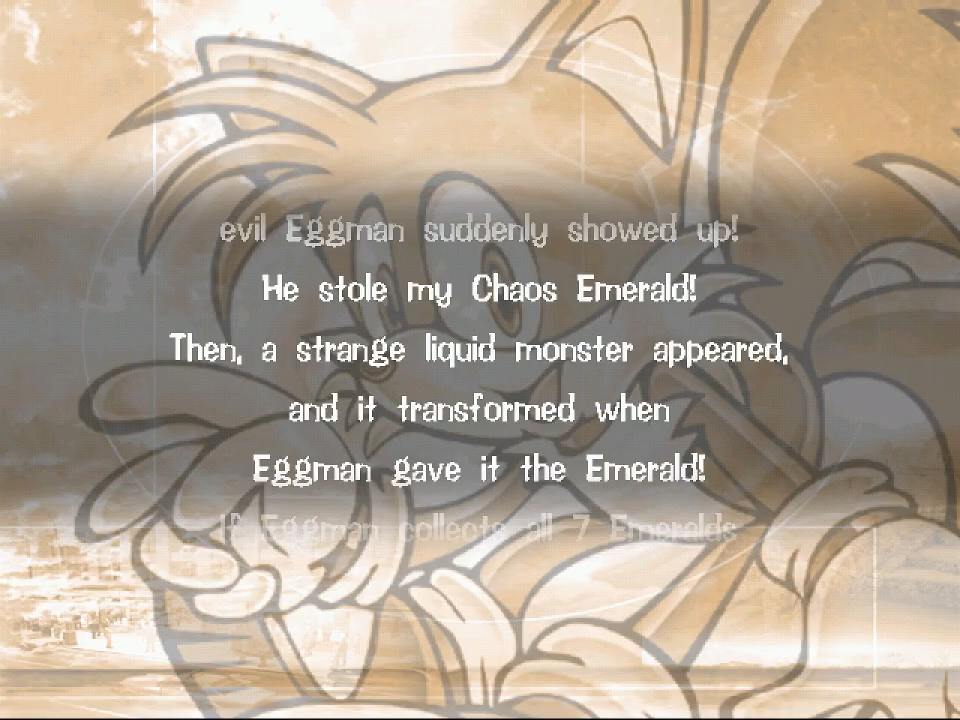 evil Eggman suddenly showed up!
He stole my Chaos Emerald!
Then, a strange liquid monster appeared,
and it transformed when
Eggman gave it the Emerald!
If Eggman collects all 7 Emeralds